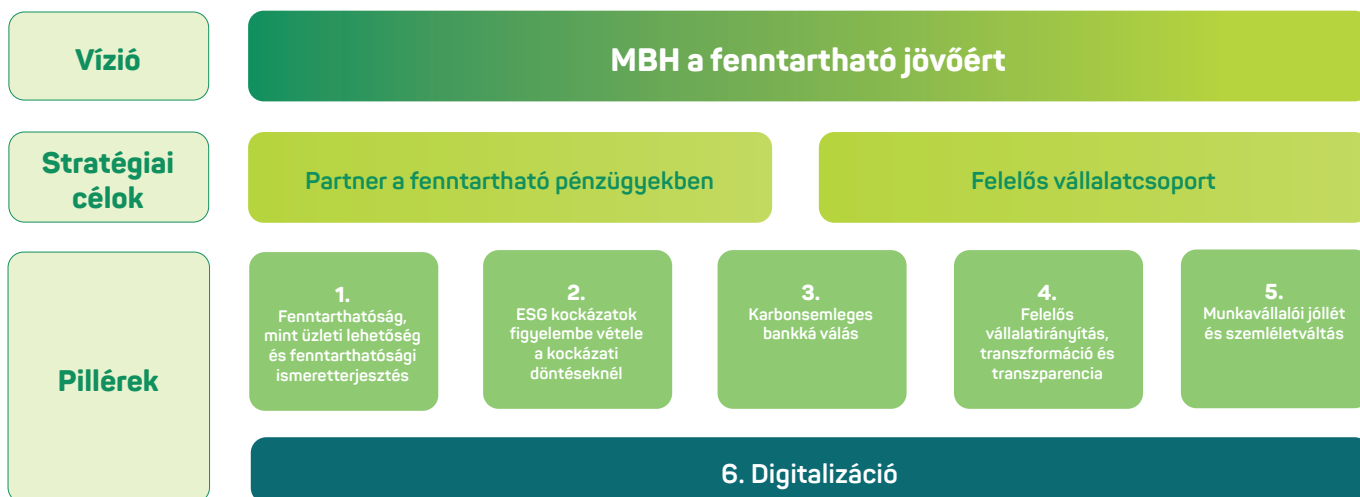 Vízió
MBH a fenntartható jövőért
Stratégiai
célok
Partner a fenntartható pénzügyekben
Felelős vállalatcsoport
Pillérek
1.
Fenntarthatóság,
mint üzleti lehetőség
és fenntarthatósági
ismeretterjesztés
2.
ESG kockázatok
figyelembe vétele
a kockázati
döntéseknél
3.
Karbonsemleges
bankká válás
4.
Felelős
vállalatirányítás,
transzformáció és
transzparencia
5.
Munkavállalói jóllét
és szemléletváltás
6. Digitalizáció